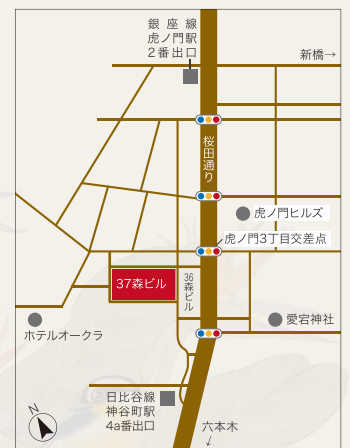 銀座線
虎ノ門駅
2番出口
新橋→
桜田通り
虎ノ門ヒルズ
虎ノ門3丁目交差点
37森ビル
36森ビル
愛宕神社
ホテルオークラ
日比谷線
神谷町駅
4a番出口
六本木
↓
N